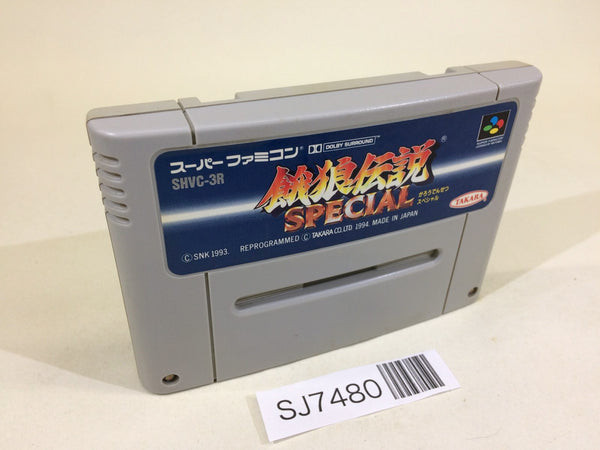 スーパーファミコン®
DOLBY SURROUND
SHVC-3R
餓狼伝説
SPECIAL
がろうでんせつ
スペシャル
TAKARA
Ⓒ SNK 1993. REPROGRAMMED Ⓒ TAKARA CO.,LTD. 1994. MADE IN JAPAN
SJ7480